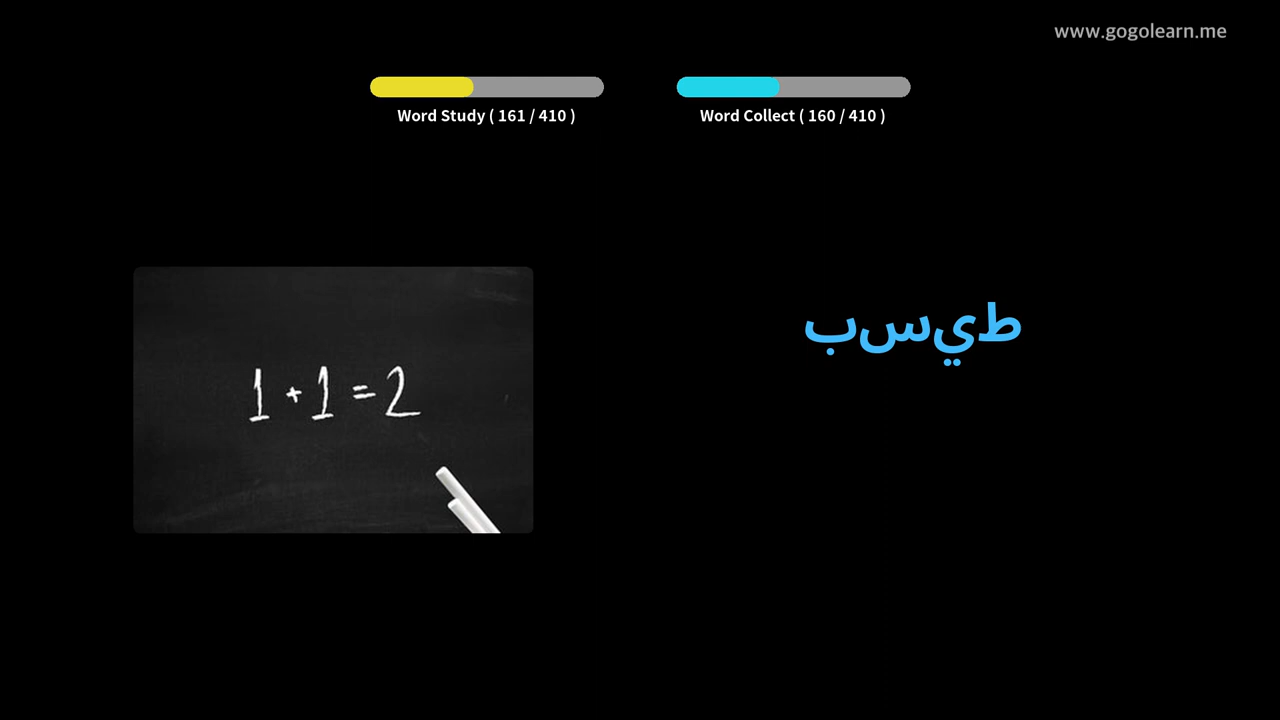 www.gogolearn.me
Word Study ( 161 / 410 )
Word Collect ( 160 / 410 )
بسيط
1 + 1 = 2